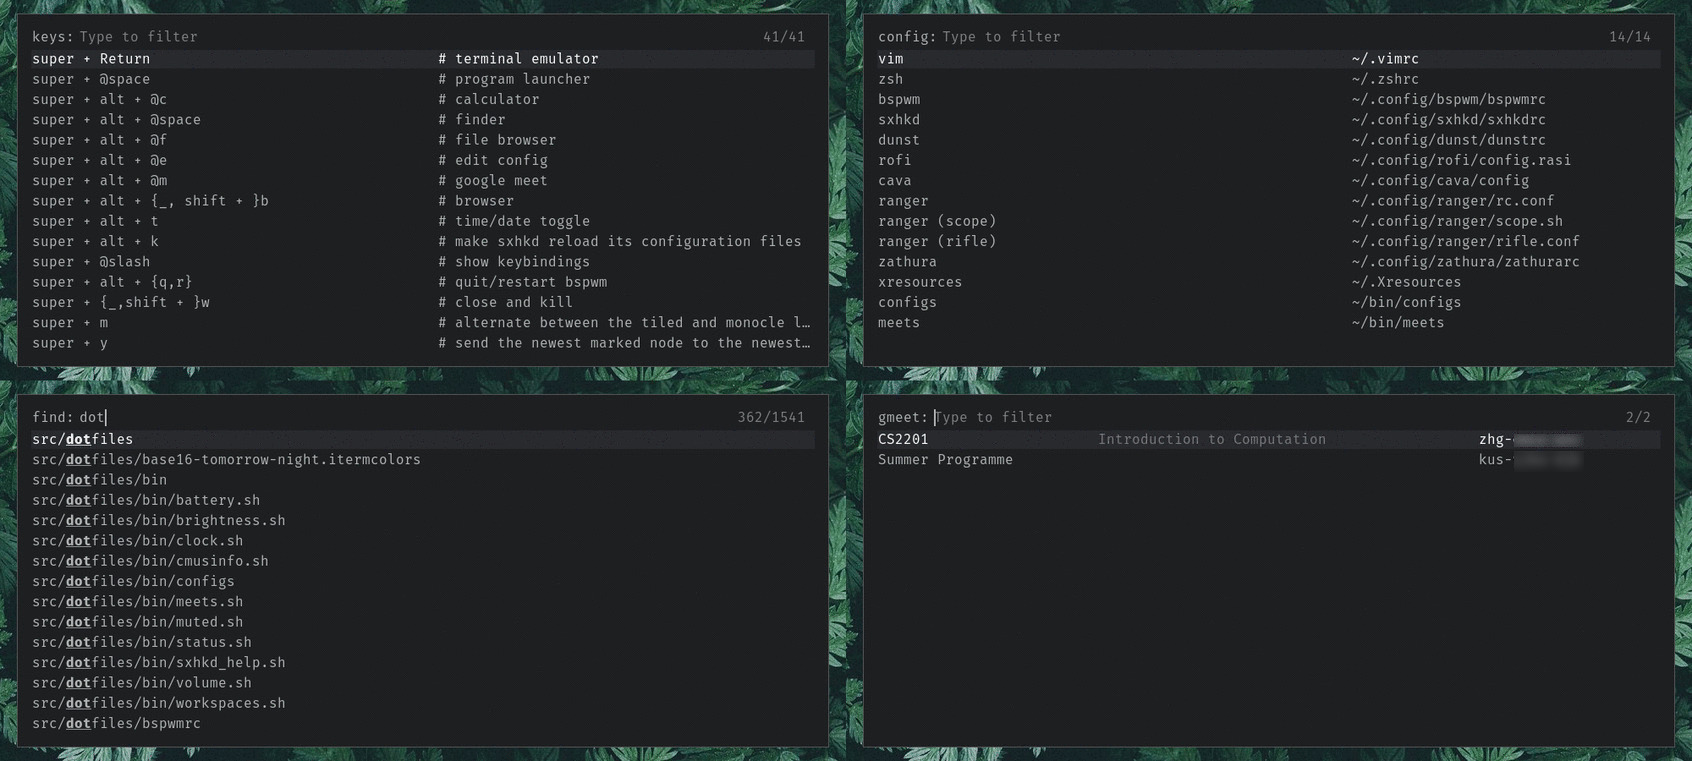 keys: Type to filter 41/41
super + Return # terminal emulator
super + @space # program launcher
super + alt + @c # calculator
super + alt + @space # finder
super + alt + @f # file browser
super + alt + @e # edit config
super + alt + @m # google meet
super + alt + {_, shift + }b # browser
super + alt + t # time/date toggle
super + alt + k # make sxhkd reload its configuration files
super + @slash # show keybindings
super + alt + {q,r} # quit/restart bspwm
super + {_,shift + }w # close and kill
super + m # alternate between the tiled and monocle l…
super + y # send the newest marked node to the newest…
config: Type to filter 14/14
vim ~/.vimrc
zsh ~/.zshrc
bspwm ~/.config/bspwm/bspwmrc
sxhkd ~/.config/sxhkd/sxhkdrc
dunst ~/.config/dunst/dunstrc
rofi ~/.config/rofi/config.rasi
cava ~/.config/cava/config
ranger ~/.config/ranger/rc.conf
ranger (scope) ~/.config/ranger/scope.sh
ranger (rifle) ~/.config/ranger/rifle.conf
zathura ~/.config/zathura/zathurarc
xresources ~/.Xresources
configs ~/bin/configs
meets ~/bin/meets
find: dot 362/1541
src/dotfiles
src/dotfiles/base16-tomorrow-night.itermcolors
src/dotfiles/bin
src/dotfiles/bin/battery.sh
src/dotfiles/bin/brightness.sh
src/dotfiles/bin/clock.sh
src/dotfiles/bin/cmusinfo.sh
src/dotfiles/bin/configs
src/dotfiles/bin/meets.sh
src/dotfiles/bin/muted.sh
src/dotfiles/bin/status.sh
src/dotfiles/bin/sxhkd_help.sh
src/dotfiles/bin/volume.sh
src/dotfiles/bin/workspaces.sh
src/dotfiles/bspwmrc
gmeet: Type to filter 2/2
CS2201 Introduction to Computation zhg-
Summer Programme kus-